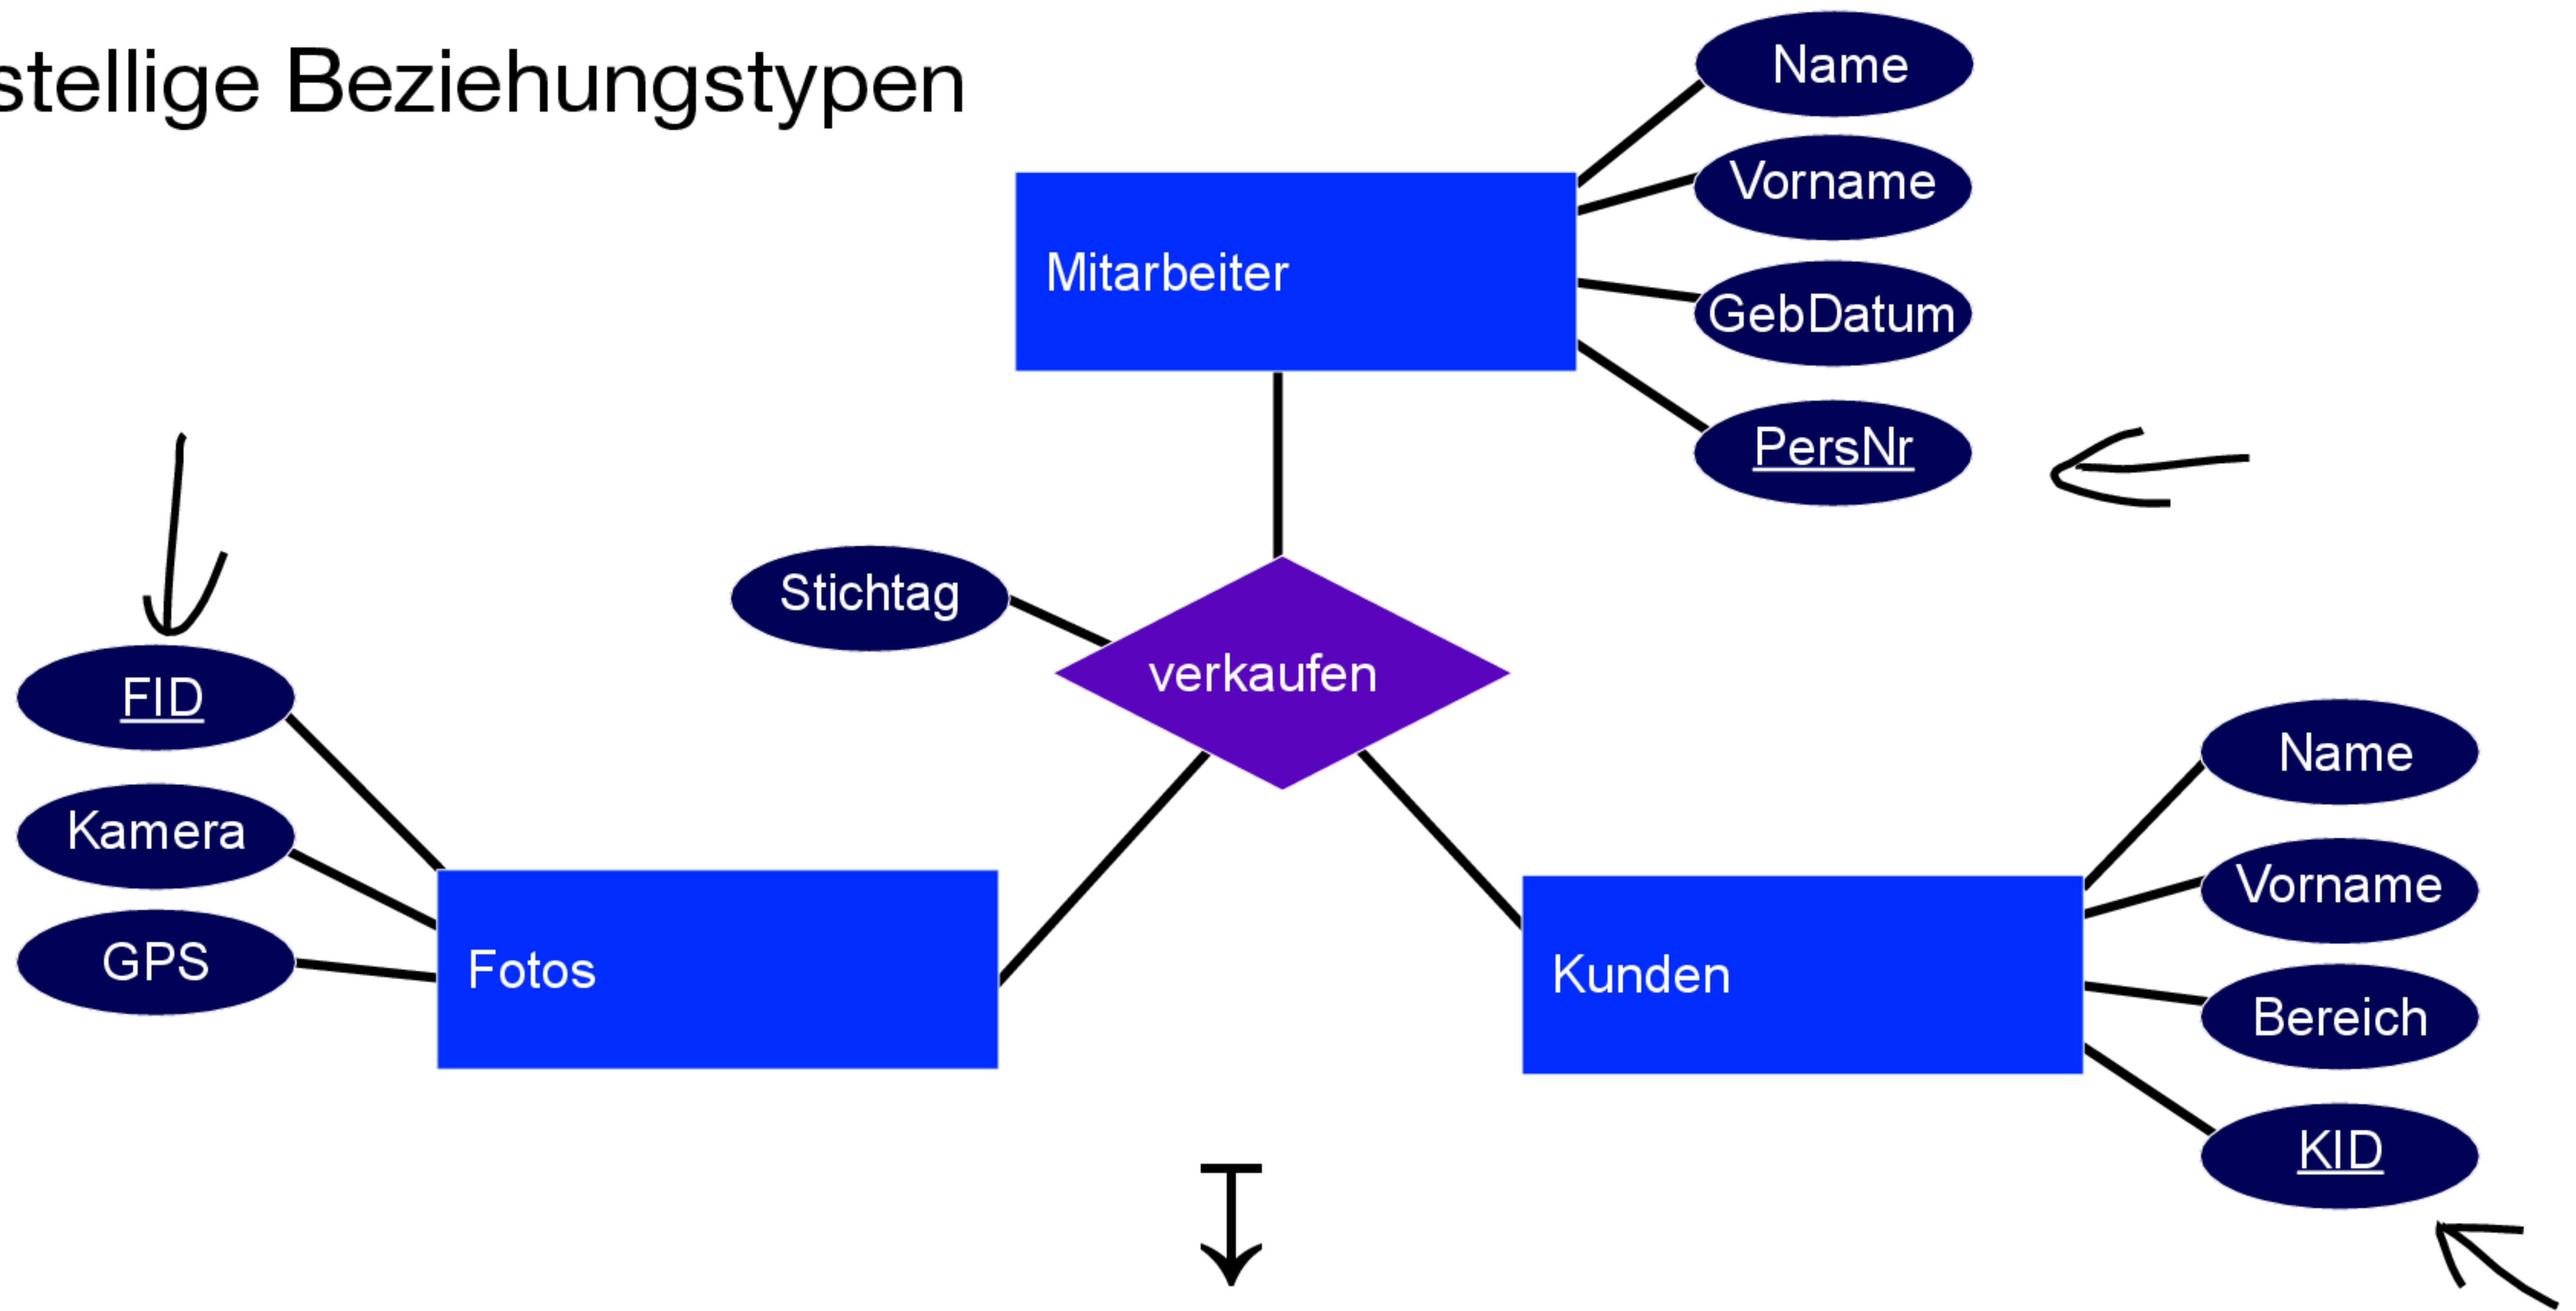 stellige Beziehungstypen
Name
Vorname
Mitarbeiter
GebDatum
PersNr
Stichtag
verkaufen
FID
Kamera
GPS
Fotos
Name
Vorname
Kunden
Bereich
KID